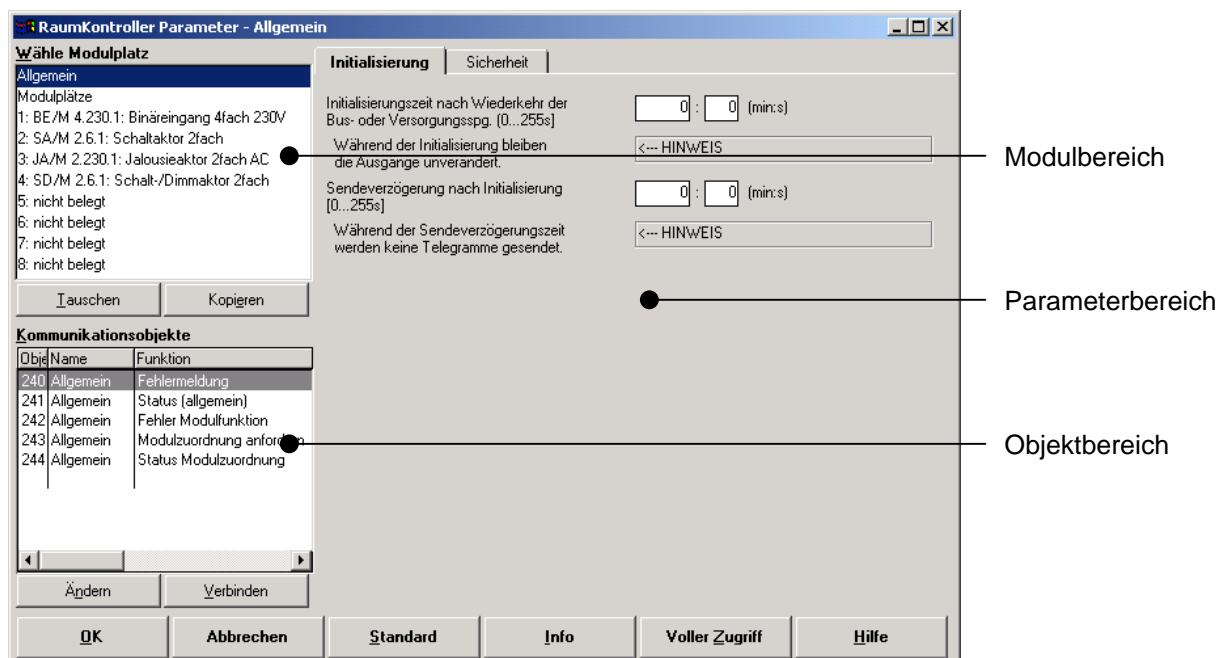 RaumKontroller Parameter - Allgemein
Wähle Modulplatz
Allgemein
Modulplätze
1: BE/M 4.230.1: Binäreingang 4fach 230V
2: SA/M 2.6.1: Schaltaktor 2fach
3: JA/M 2.230.1: Jalousieaktor 2fach AC
4: SD/M 2.6.1: Schalt-/Dimmaktor 2fach
5: nicht belegt
6: nicht belegt
7: nicht belegt
8: nicht belegt
Tauschen
Kopieren
Kommunikationsobjekte
Obje Name Funktion
240 Allgemein Fehlermeldung
241 Allgemein Status (allgemein)
242 Allgemein Fehler Modulfunktion
243 Allgemein Modulzuordnung anfordern
244 Allgemein Status Modulzuordnung
Ändern
Verbinden
Initialisierung
Sicherheit
Initialisierungszeit nach Wiederkehr der
Bus- oder Versorgungsspg. (0...255s]
0 : 0 (min:s)
Während der Initialisierung bleiben
die Ausgange unverandert.
<--- HINWEIS
Sendeverzögerung nach Initialisierung
[0...255s]
0 : 0 (min:s)
Während der Sendeverzögerungszeit
werden keine Telegramme gesendet.
<--- HINWEIS
OK
Abbrechen
Standard
Info
Voller Zugriff
Hilfe
Modulbereich
Parameterbereich
Objektbereich